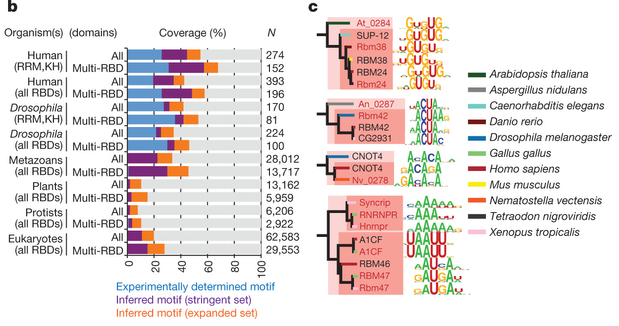 b)
Organism(s) (domains) Coverage (%) N
Human (RRM,KH) All 274
Multi-RBD 152
Human (all RBDs) All 393
Multi-RBD 196
Drosophila (RRM,KH) All 170
Multi-RBD 81
Drosophila (all RBDs) All 224
Multi-RBD 100
Metazoans (all RBDs) All 28,012
Multi-RBD 13,717
Plants (all RBDs) All 13,162
Multi-RBD 5,959
Protists (all RBDs) All 6,206
Multi-RBD 2,922
Eukaryotes (all RBDs) All 62,583
Multi-RBD 29,553
0 20 40 60 80 100
Experimentally determined motif
Inferred motif (stringent set)
Inferred motif (expanded set)
c
At_0284
SUP-12
Rbm38
RBM38
RBM24
Rbm24
An_0287
Rbm42
RBM42
CG2931
CNOT4
CNOT4
Nv_0278
Syncrip
RNRNPR
Hnrnpr
A1CF
A1CF
RBM46
RBM47
Rbm47
Arabidopsis thaliana
Aspergillus nidulans
Caenorhabditis elegans
Danio rerio
Drosophila melanogaster
Gallus gallus
Homo sapiens
Mus musculus
Nematostella vectensis
Tetraodon nigroviridis
Xenopus tropicalis